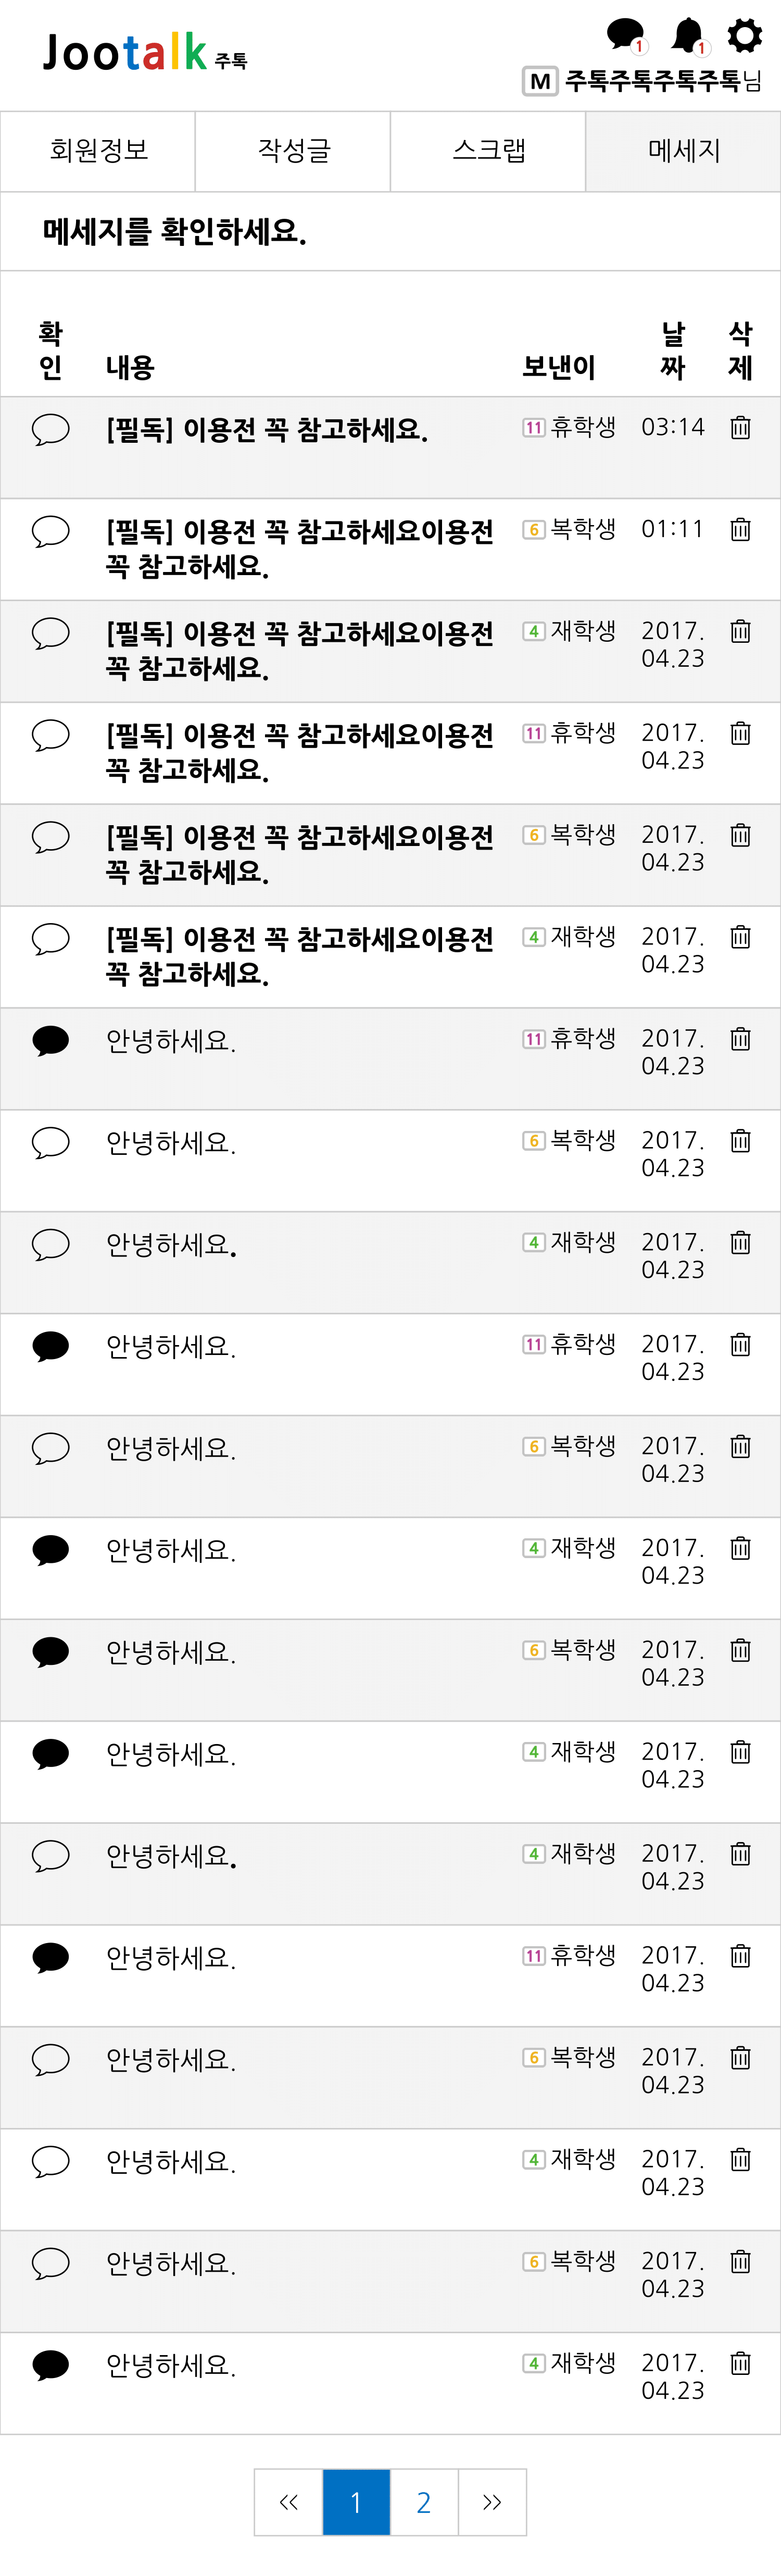 Jootalk 주톡
1 1
M 주톡주톡주톡주톡님
회원정보 작성글 스크랩 메세지
메세지를 확인하세요.
확인 내용 보낸이 날짜 삭제
[필독] 이용전 꼭 참고하세요. 11 휴학생 03:14
[필독] 이용전 꼭 참고하세요이용전 6 복학생 01:11
꼭 참고하세요.
[필독] 이용전 꼭 참고하세요이용전 4 재학생 2017.
꼭 참고하세요. 04.23
[필독] 이용전 꼭 참고하세요이용전 11 휴학생 2017.
꼭 참고하세요. 04.23
[필독] 이용전 꼭 참고하세요이용전 6 복학생 2017.
꼭 참고하세요. 04.23
[필독] 이용전 꼭 참고하세요이용전 4 재학생 2017.
꼭 참고하세요. 04.23
안녕하세요. 11 휴학생 2017.
04.23
안녕하세요. 6 복학생 2017.
04.23
안녕하세요. 4 재학생 2017.
04.23
안녕하세요. 11 휴학생 2017.
04.23
안녕하세요. 6 복학생 2017.
04.23
안녕하세요. 4 재학생 2017.
04.23
안녕하세요. 6 복학생 2017.
04.23
안녕하세요. 4 재학생 2017.
04.23
안녕하세요. 4 재학생 2017.
04.23
안녕하세요. 11 휴학생 2017.
04.23
안녕하세요. 6 복학생 2017.
04.23
안녕하세요. 4 재학생 2017.
04.23
안녕하세요. 6 복학생 2017.
04.23
안녕하세요. 4 재학생 2017.
04.23
« 1 2 »